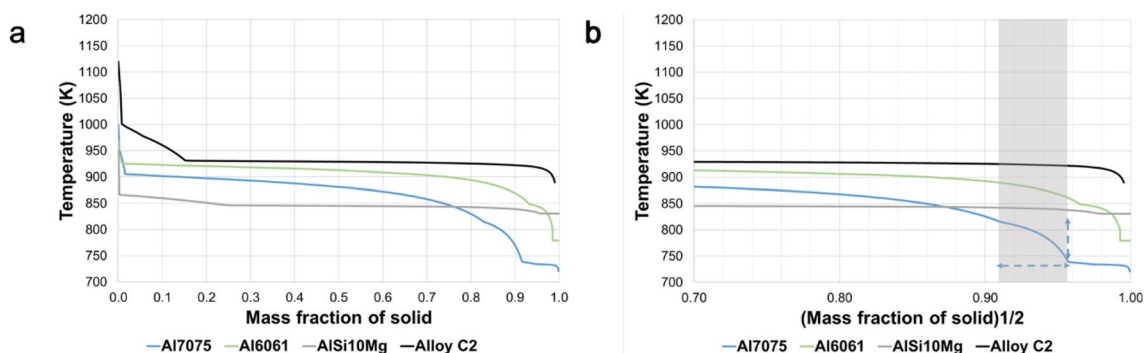 a
Temperature (K)
1200
1150
1100
1050
1000
950
900
850
800
750
700
0.0 0.1 0.2 0.3 0.4 0.5 0.6 0.7 0.8 0.9 1.0
Mass fraction of solid
Al7075 Al6061 AlSi10Mg Alloy C2
b
Temperature (K)
1200
1150
1100
1050
1000
950
900
850
800
750
700
0.70 0.80 0.90 1.00
(Mass fraction of solid)1/2
Al7075 Al6061 AlSi10Mg Alloy C2